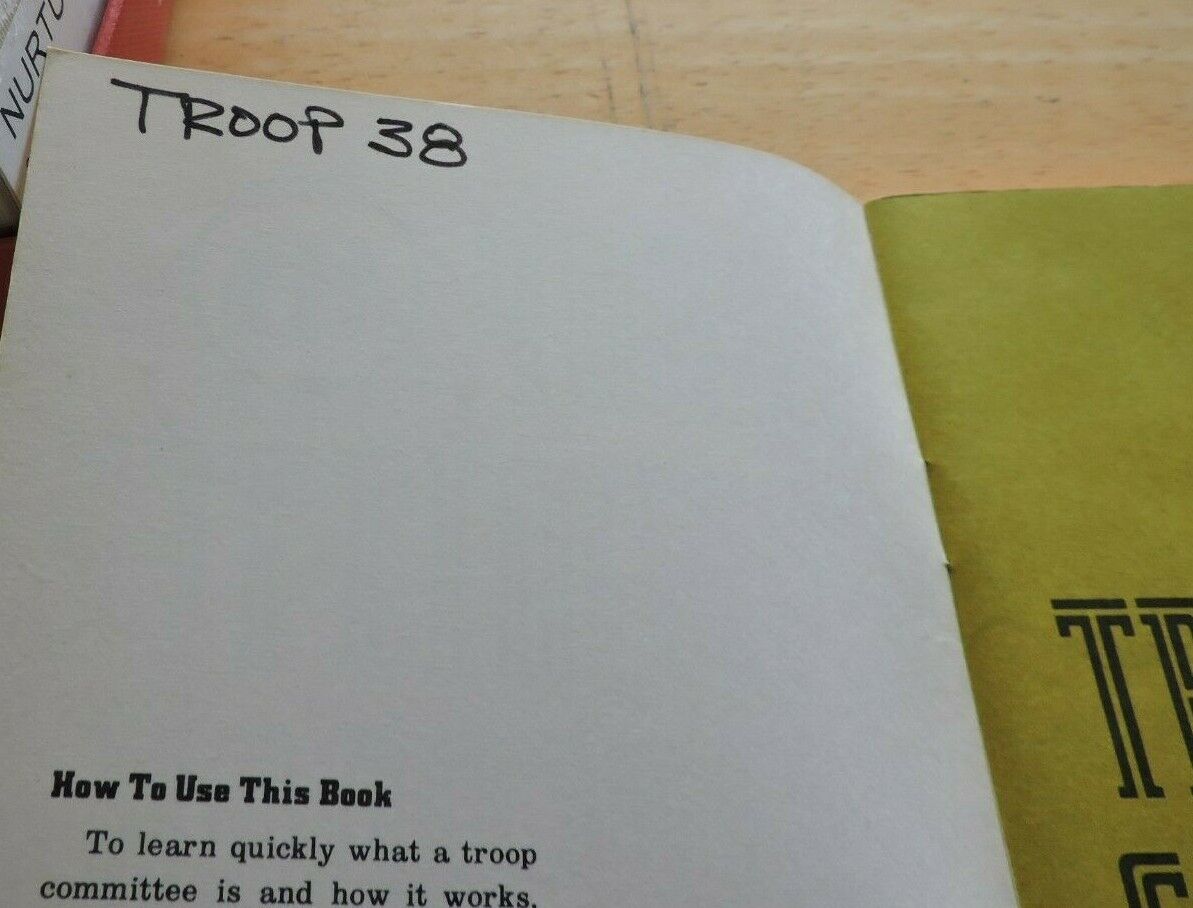 TROOP 38
How To Use This Book
To learn quickly what a troop
committee is and how it works,